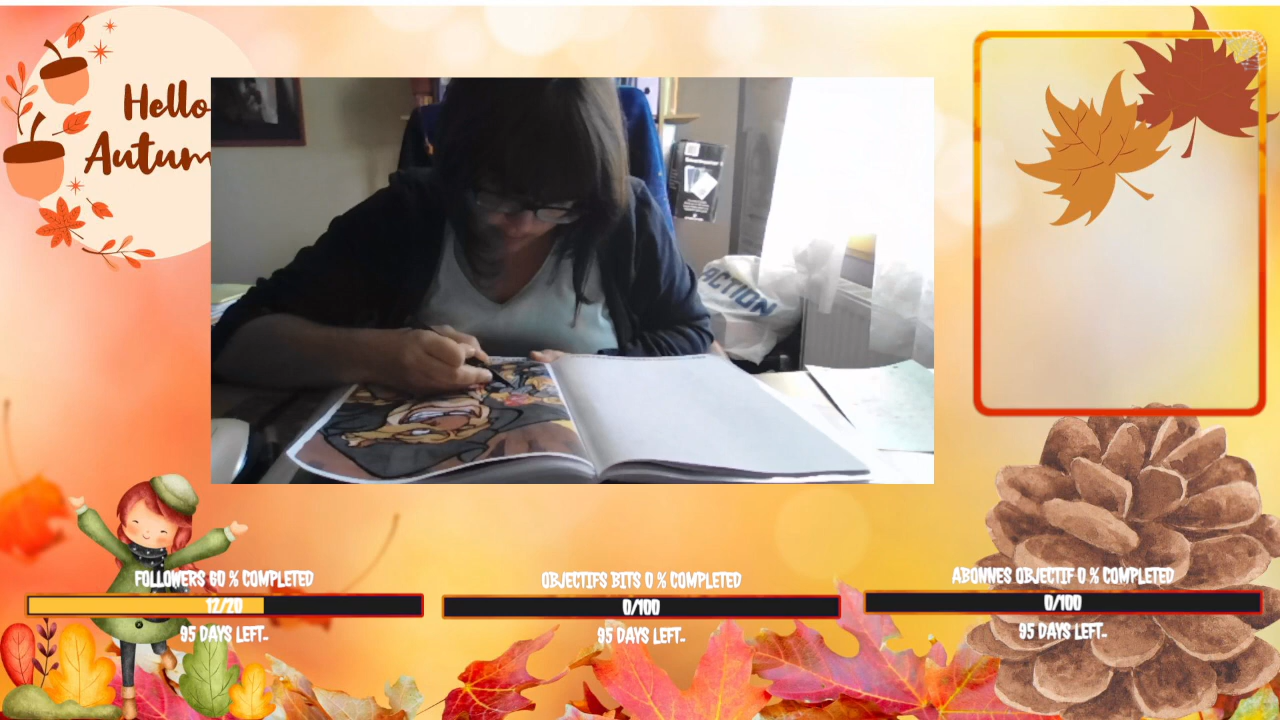 Hello
Autum
ACTION
FOLLOWERS 60 % COMPLETED
12/20
95 DAYS LEFT..
OBJECTIFS BITS 0 % COMPLETED
0/100
95 DAYS LEFT..
ABONNES OBJECTIF 0 % COMPLETED
0/100
95 DAYS LEFT..